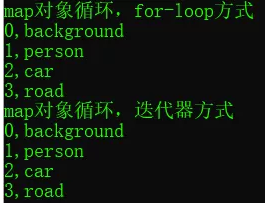 map对象循环，for-loop方式
0,background
1,person
2,car
3,road
map对象循环，迭代器方式
0,background
1,person
2,car
3,road